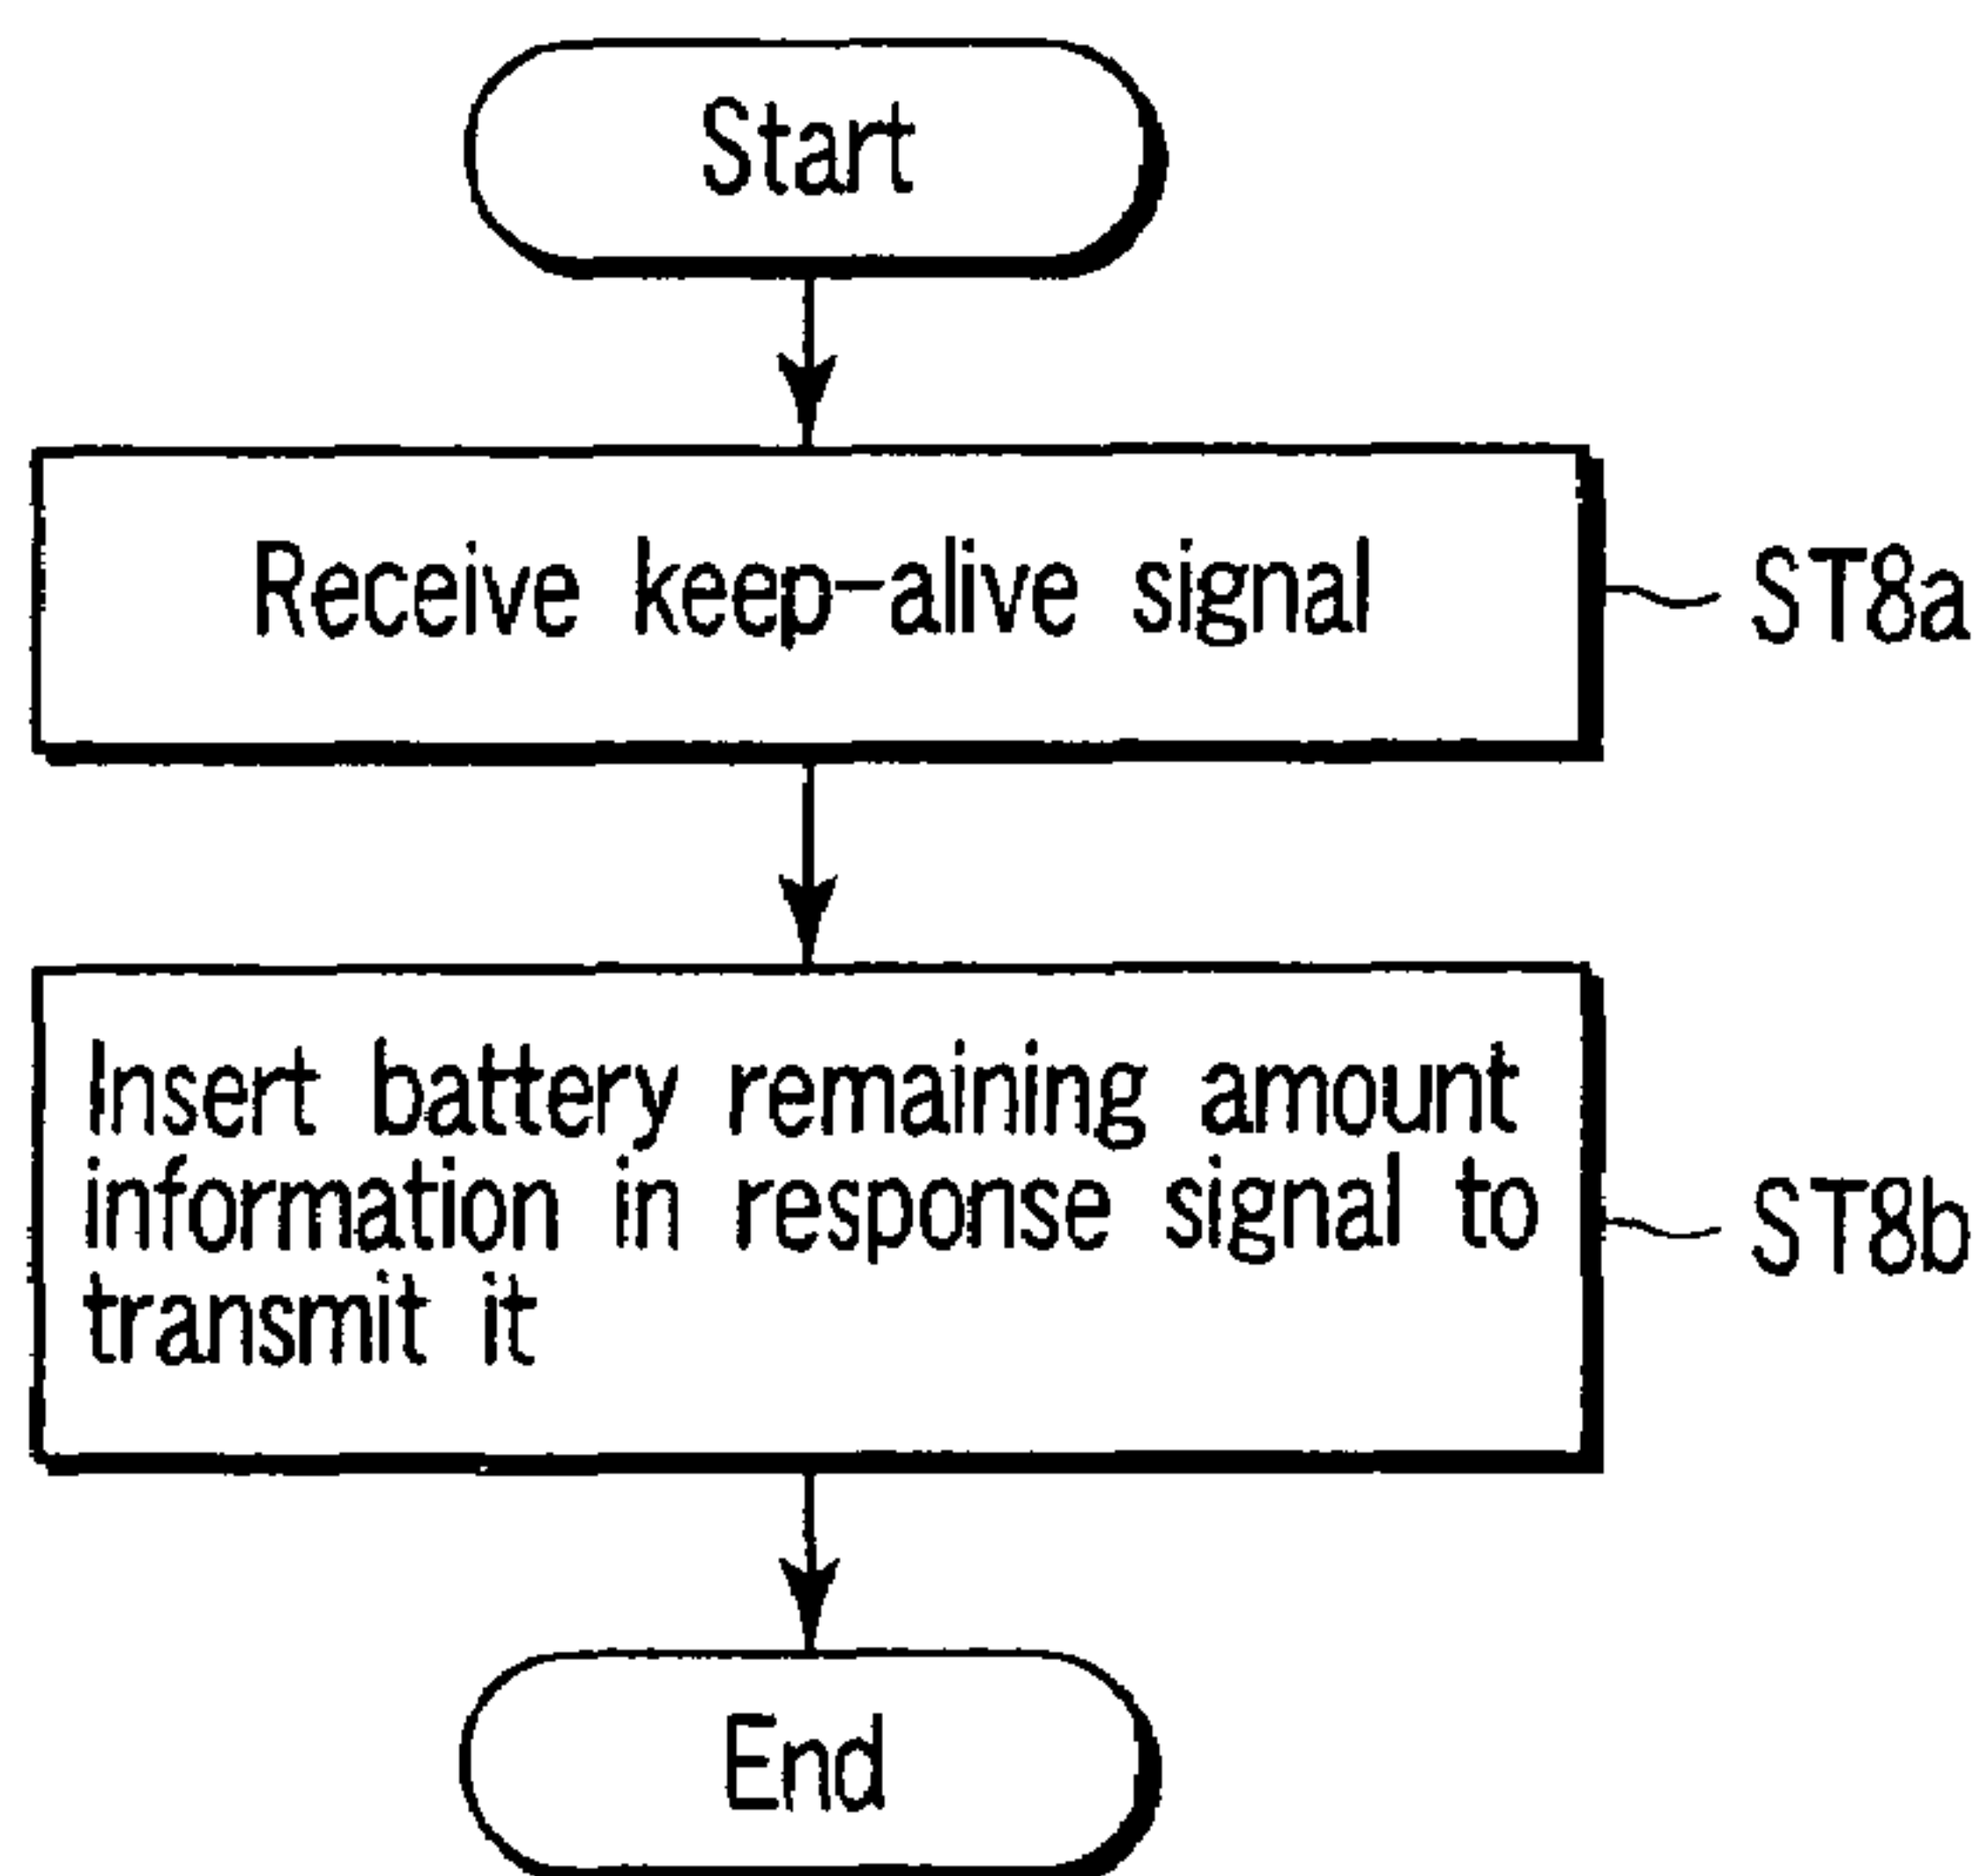 Start
Receive keep-alive signal
ST8a
Insert battery remaining amount
information in response signal to
transmit it
ST8b
End